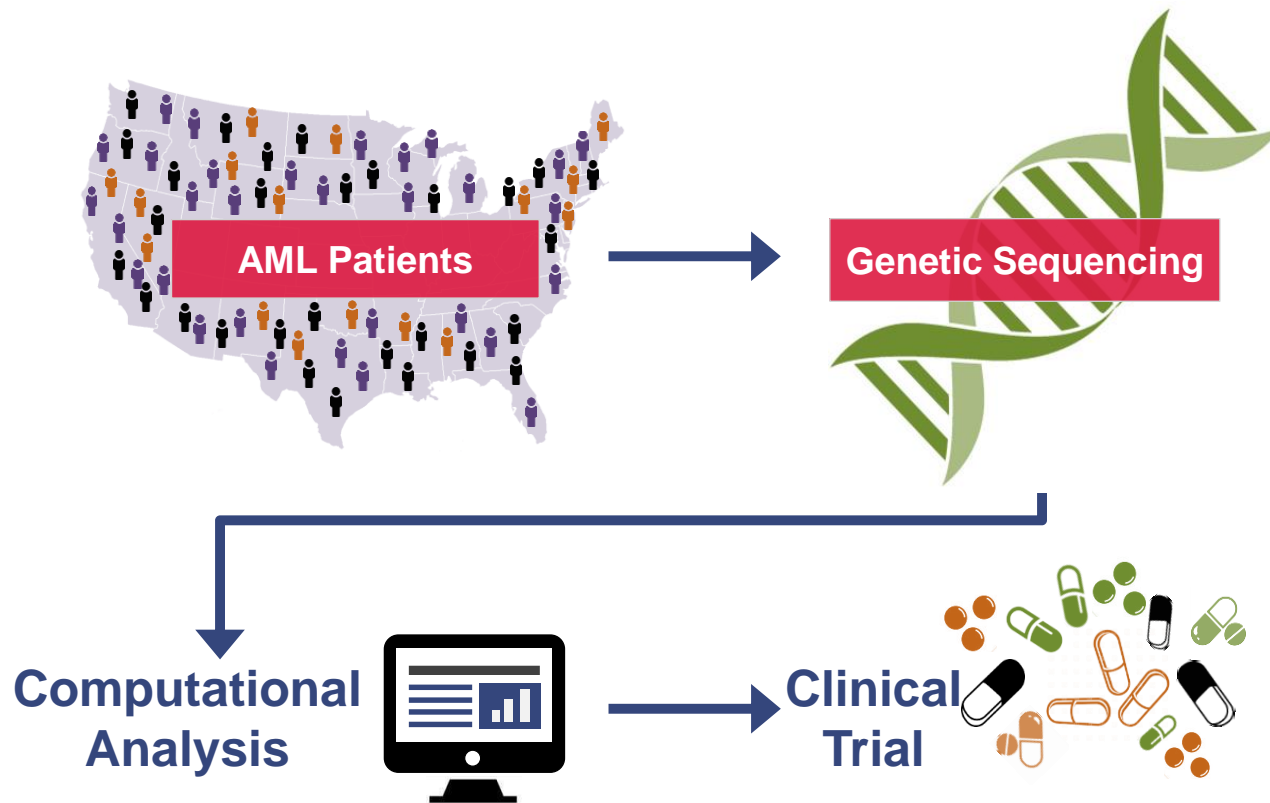 AML Patients
Genetic Sequencing
Computational
Analysis
Clinical
Trial